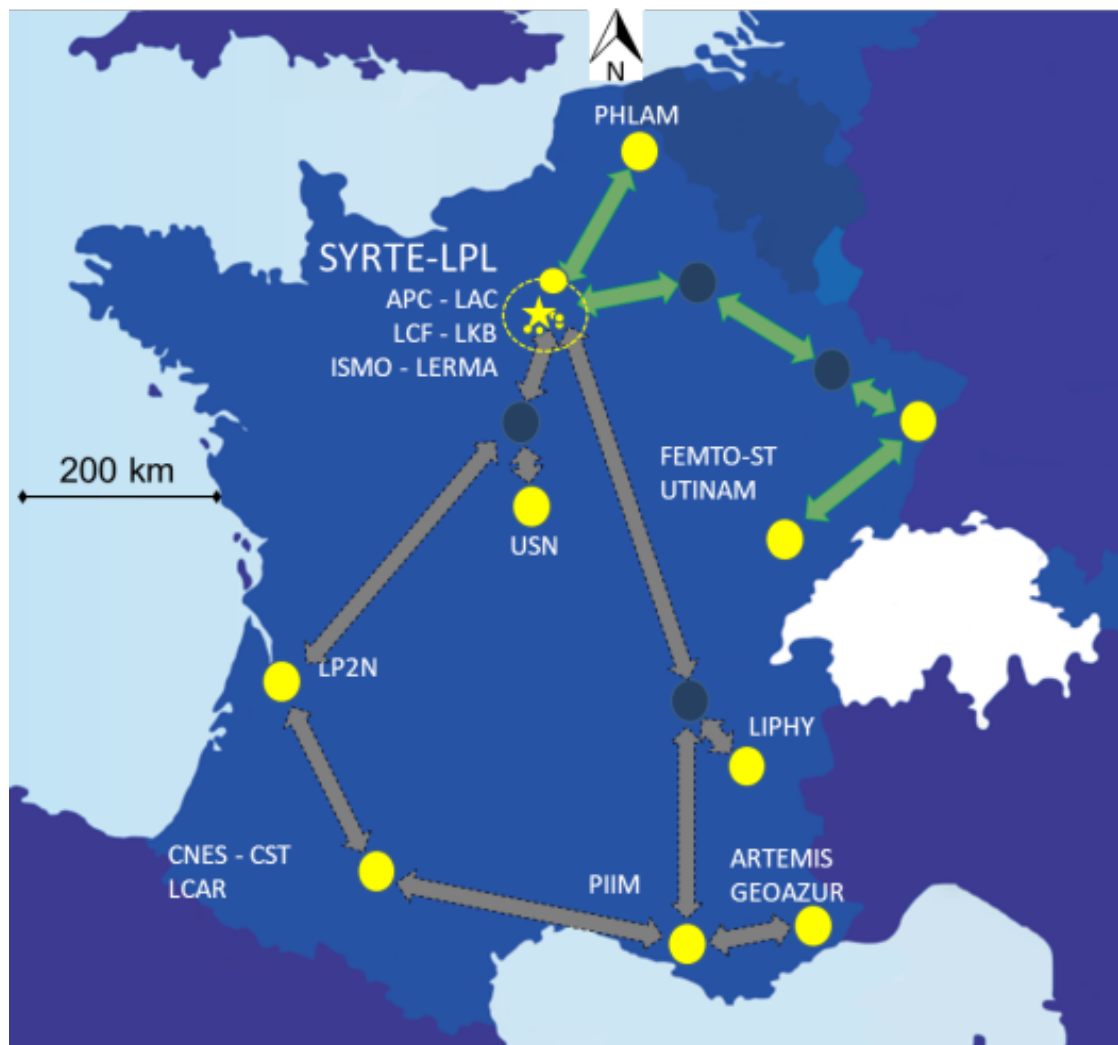 N
PHLAM
SYRTE-LPL
APC - LAC
LCF - LKB
ISMO - LERMA
200 km
FEMTO-ST
UTINAM
USN
LP2N
LIPHY
CNES - CST
LCAR
PIIM
ARTEMIS
GEOAZUR